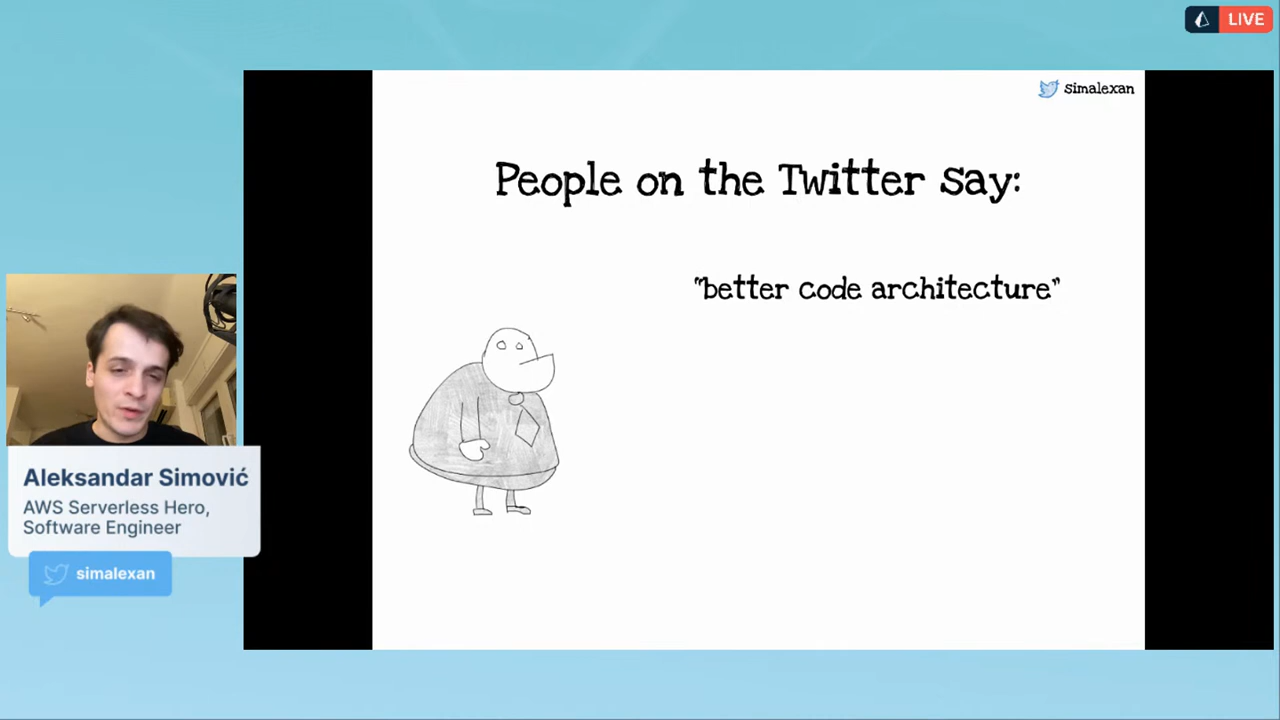 LIVE
simalexan
People on the Twitter say:
"better code architecture"
Aleksandar Simović
AWS Serverless Hero,
Software Engineer
simalexan